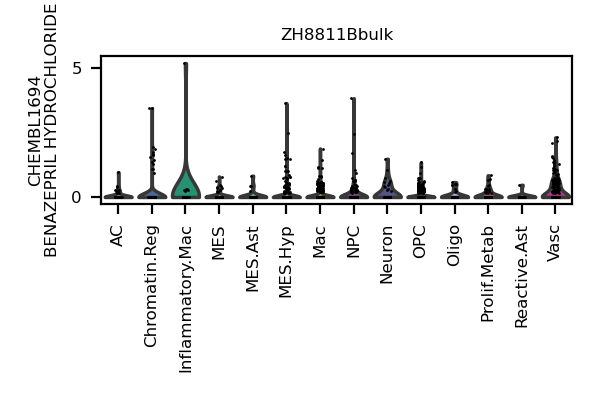 ZH8811Bbulk
CHEMBL1694
BENAZEPRIL HYDROCHLORIDE
5
0
AC
Chromatin.Reg
Inflammatory.Mac
MES
MES.Ast
MES.Hyp
Mac
NPC
Neuron
OPC
Oligo
Prolif.Metab
Reactive.Ast
Vasc